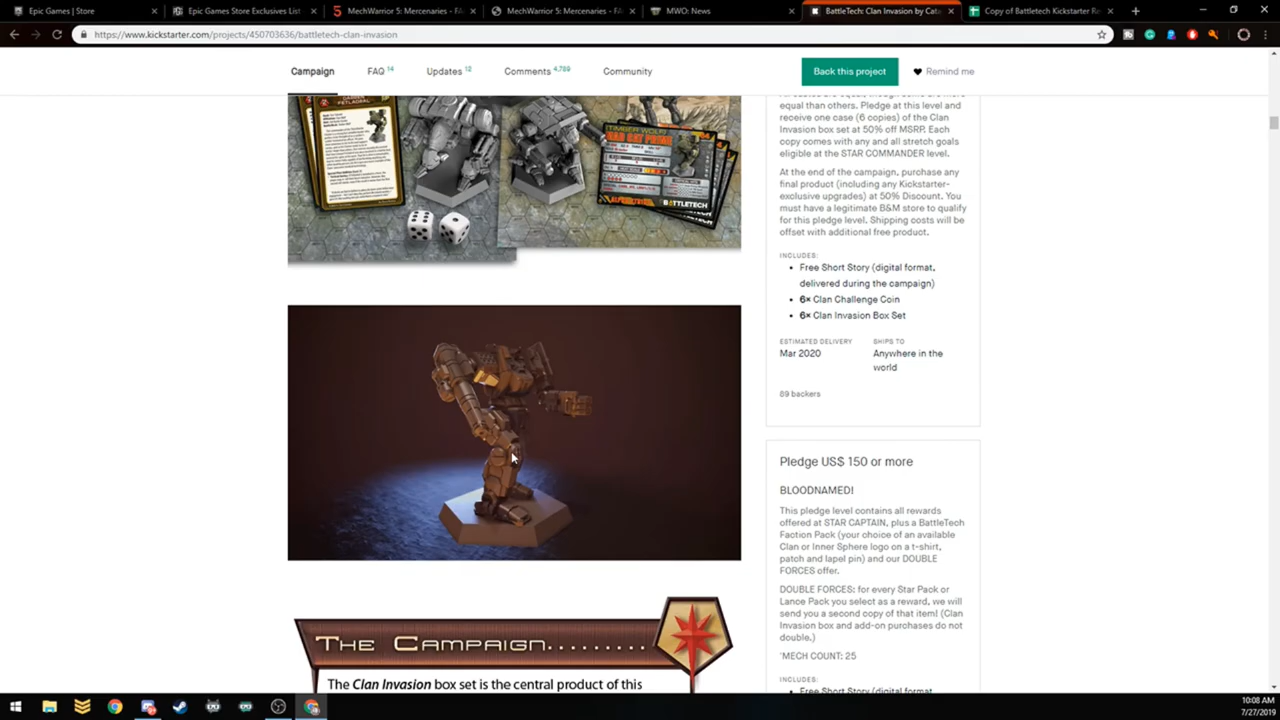 Epic Games | Store
Epic Games Store Exclusives List
MechWarrior 5: Mercenaries - FA
MechWarrior 5: Mercenaries - FA
MWO: News
BattleTech: Clan Invasion by Cata
Copy of Battletech Kickstarter Re
https://www.kickstarter.com/projects/450703636/battletech-clan-invasion
Campaign
FAQ 14
Updates 12
Comments 4,789
Community
Back this project
Remind me
equal than others. Pledge at this level and
receive one case (6 copies) of the Clan
Invasion box set at 50% off MSRP. Each
copy comes with any and all stretch goals
eligible at the STAR COMMANDER level.
At the end of the campaign, purchase any
final product (including any Kickstarter-
exclusive upgrades) at 50% Discount. You
must have a legitimate B&M store to qualify
for this pledge level. Shipping costs will be
offset with additional free product.
INCLUDES:
• Free Short Story (digital format,
delivered during the campaign)
• 6× Clan Challenge Coin
• 6× Clan Invasion Box Set
ESTIMATED DELIVERY
Mar 2020
SHIPS TO
Anywhere in the
world
89 backers
TIMBER WOLF
MAD CAT PRIME
BATTLETECH
Pledge US$ 150 or more
BLOODNAMED!
This pledge level contains all rewards
offered at STAR CAPTAIN, plus a BattleTech
Faction Pack (your choice of an available
Clan or Inner Sphere logo on a t-shirt,
patch and lapel pin) and our DOUBLE
FORCES offer.
DOUBLE FORCES: for every Star Pack or
Lance Pack you select as a reward, we will
send you a second copy of that item! (Clan
Invasion box and add-on purchases do not
double.)
'MECH COUNT: 25
INCLUDES:
• Free Short Story (digital format,
THE CAMPAIGN.........
The Clan Invasion box set is the central product of this
10:08 AM
7/27/2019